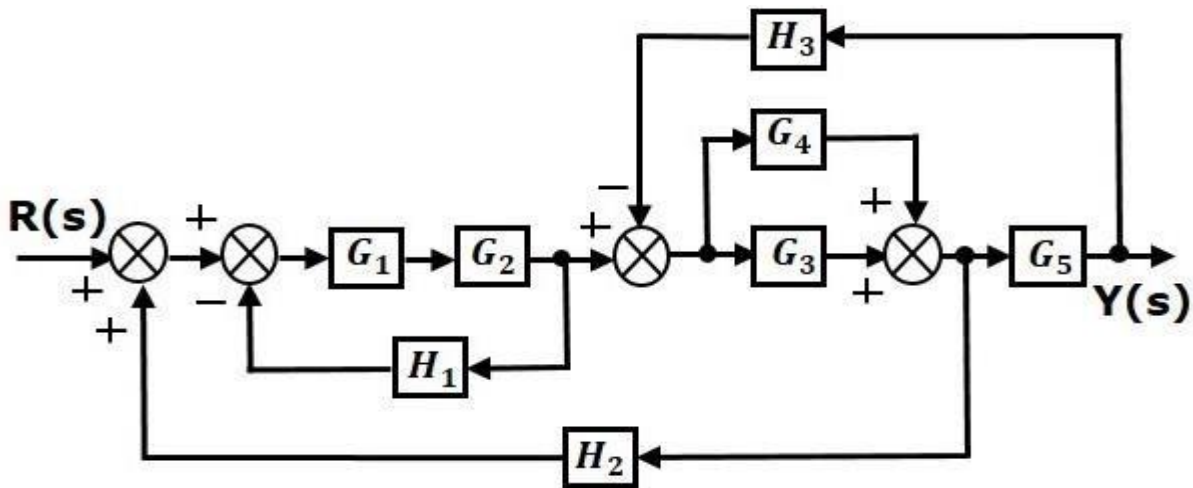 H₃
G₄
R(s)
+
+
+
−
+
−
G₁
G₂
+
−
G₃
+
+
G₅
Y(s)
H₁
H₂